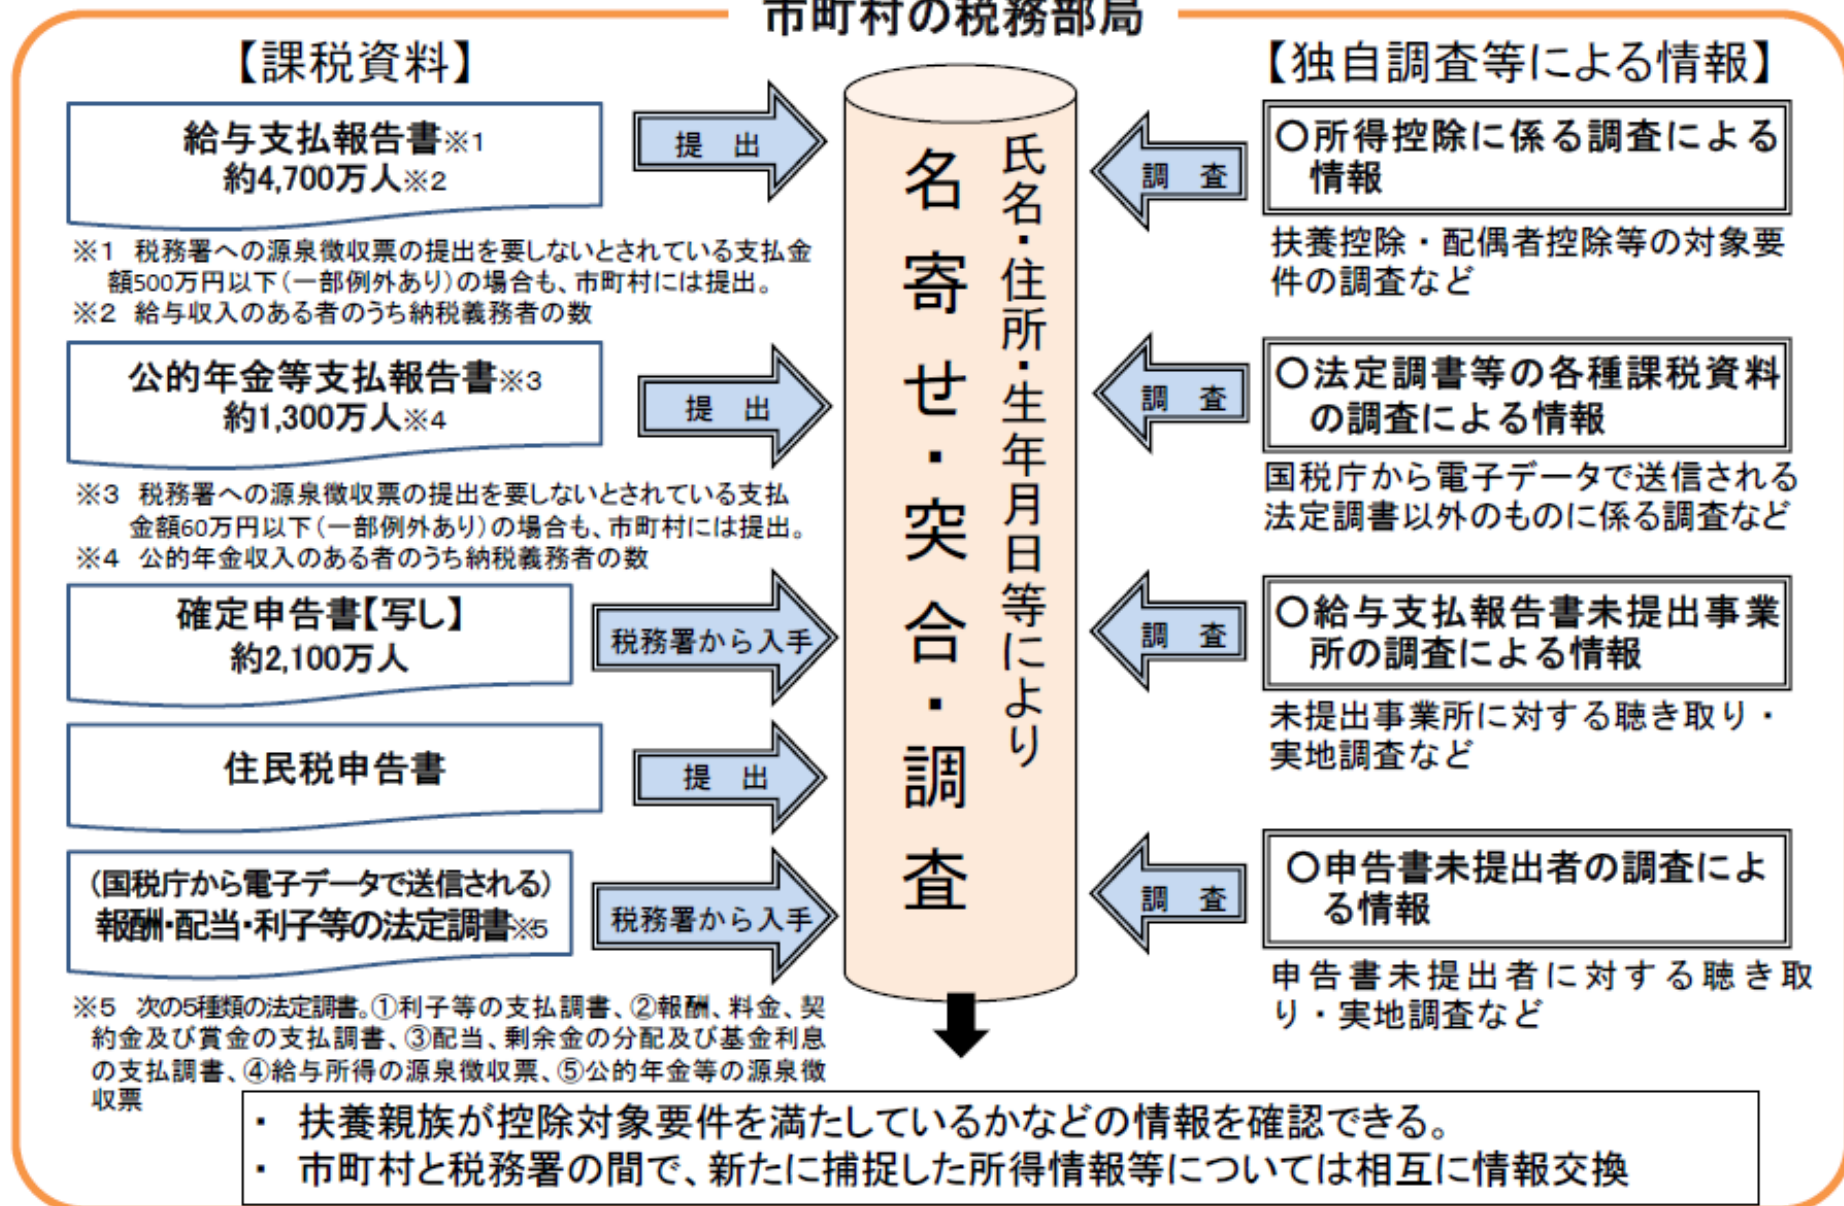 市町村の税務部局
【課税資料】
給与支払報告書※1
約4,700万人※2
提 出
※1 税務署への源泉徴収票の提出を要しないとされている支払金
額500万円以下(一部例外あり)の場合も、市町村には提出。
※2 給与収入のある者のうち納税義務者の数
公的年金等支払報告書※3
約1,300万人※4
提 出
※3 税務署への源泉徴収票の提出を要しないとされている支払
金額60万円以下(一部例外あり)の場合も、市町村には提出。
※4 公的年金収入のある者のうち納税義務者の数
確定申告書【写し】
約2,100万人
税務署から入手
住民税申告書
提 出
(国税庁から電子データで送信される)
報酬・配当・利子等の法定調書※5
税務署から入手
※5 次の5種類の法定調書。①利子等の支払調書、②報酬、料金、契
約金及び賞金の支払調書、③配当、剰余金の分配及び基金利息
の支払調書、④給与所得の源泉徴収票、⑤公的年金等の源泉徴
収票
氏名・住所・生年月日等により
名寄せ・突合・調査
【独自調査等による情報】
調 査
○所得控除に係る調査による
情報
扶養控除・配偶者控除等の対象要
件の調査など
調 査
○法定調書等の各種課税資料
の調査による情報
国税庁から電子データで送信される
法定調書以外のものに係る調査など
調 査
○給与支払報告書未提出事業
所の調査による情報
未提出事業所に対する聴き取り・
実地調査など
調 査
○申告書未提出者の調査によ
る情報
申告書未提出者に対する聴き取
り・実地調査など
・ 扶養親族が控除対象要件を満たしているかなどの情報を確認できる。
・ 市町村と税務署の間で、新たに捕捉した所得情報等については相互に情報交換